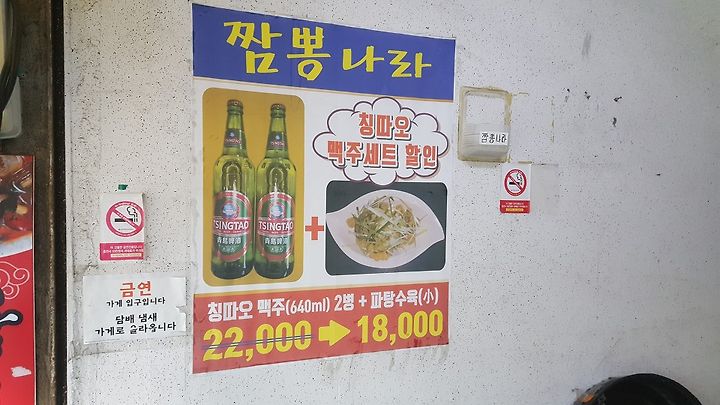 짬뽕나라
칭따오
맥주세트 할인
TSINGTAO
TSINGTAO
青島啤酒
青島啤酒
+
칭따오 맥주(640ml) 2병 + 파탕수육(小)
22,000 → 18,000
짬뽕나라
금연
가게 입구입니다
담배 냄새
가게로 올라옵니다